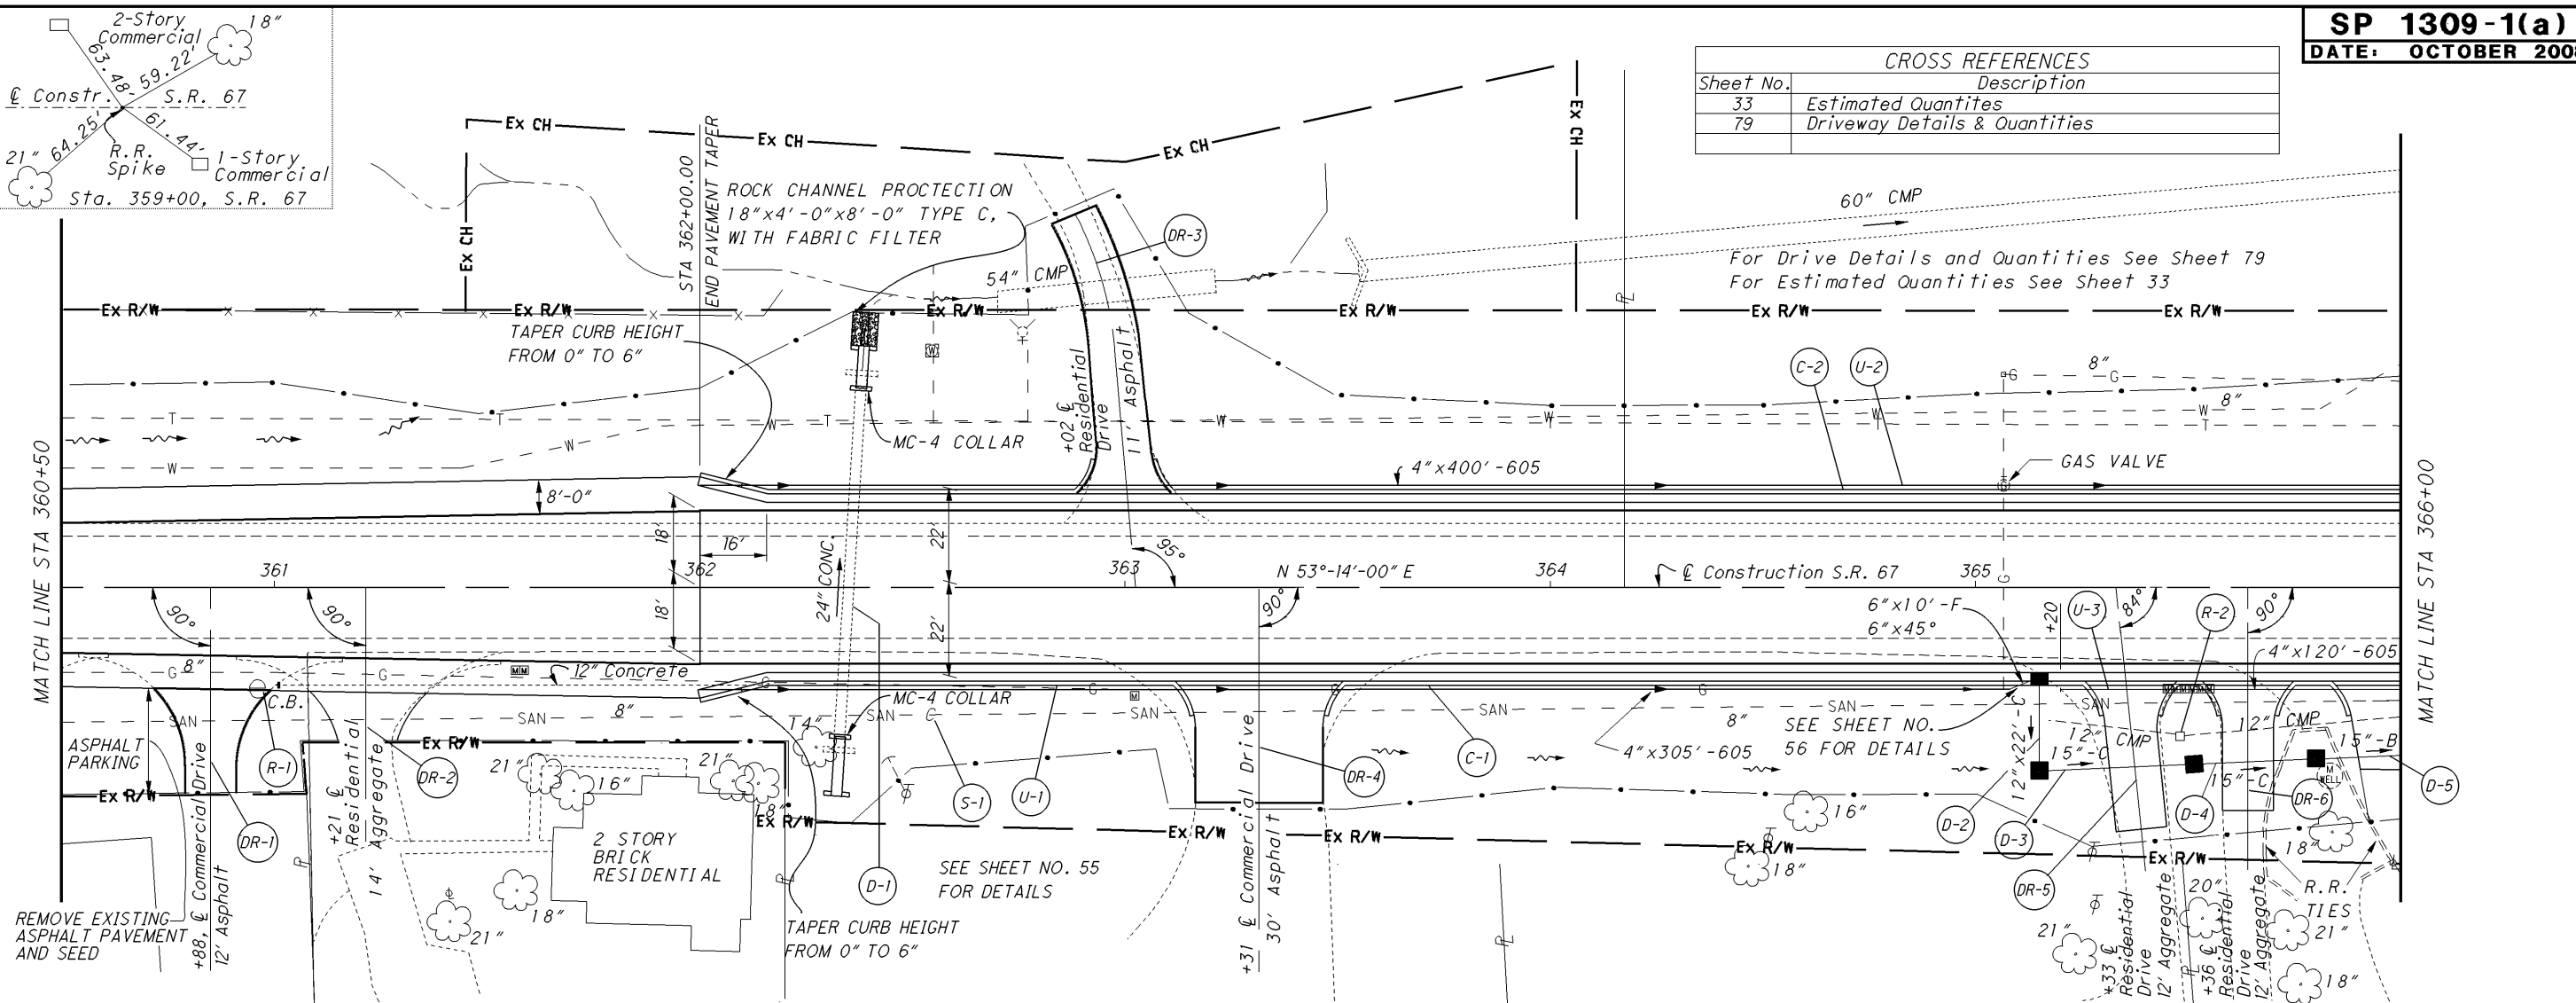 SP 1309-1(a)
DATE: OCTOBER 200
2-Story
Commercial
18"
63.48'
59.22'
℄ Constr.
S.R. 67
64.25'
61.44'
21"
R.R.
Spike
1-Story
Commercial
Sta. 359+00, S.R. 67
CROSS REFERENCES
Sheet No.
Description
33
Estimated Quantites
79
Driveway Details & Quantities
Ex CH
Ex CH
Ex CH
Ex CH
Ex CH
STA 362+00.00
END PAVEMENT TAPER
ROCK CHANNEL PROCTECTION
18"x4'-0"x8'-0" TYPE C,
WITH FABRIC FILTER
DR-3
54" CMP
60" CMP
For Drive Details and Quantities See Sheet 79
For Estimated Quantities See Sheet 33
Ex R/W
Ex R/W
Ex R/W
Ex R/W
Ex R/W
Ex R/W
TAPER CURB HEIGHT
FROM 0" TO 6"
+02 ℄
Residential
Drive
11' Asphalt
C-2
U-2
8"
8"
MC-4 COLLAR
4"x400'-605
GAS VALVE
MATCH LINE STA 360+50
MATCH LINE STA 366+00
8'-0"
18'
16'
22'
95°
361
362
363
N 53°-14'-00" E
364
℄ Construction S.R. 67
365
90°
90°
18'
24" CONC.
22'
90°
6"x10'-F
6"x45°
+20
U-3
84°
R-2
90°
4"x120'-605
8"
12" Concrete
C.B.
MC-4 COLLAR
14"
SAN
SAN
8"
SAN
SAN
SAN
8"
SAN
SAN
SEE SHEET NO.
56 FOR DETAILS
12"x22'-C
12" CMP
12" CMP
15"-C
15"-C
15"-B
ASPHALT
PARKING
R-1
DR-2
DR-1
Ex R/W
Ex R/W
21"
16"
21"
18"
Ex R/W
S-1
U-1
C-1
DR-4
4"x305'-605
D-2
D-3
D-4
DR-6
D-5
M
WELL
+88, ℄ Commercial Drive
12' Asphalt
+21 ℄
Residential
14' Aggregate
2 STORY
BRICK
RESIDENTIAL
18"
21"
D-1
SEE SHEET NO. 55
FOR DETAILS
Ex R/W
Ex R/W
Ex R/W
Ex R/W
16"
18"
18"
DR-5
+31 ℄ Commercial Drive
30' Asphalt
REMOVE EXISTING
ASPHALT PAVEMENT
AND SEED
TAPER CURB HEIGHT
FROM 0" TO 6"
21"
+33 ℄
Residential
Drive
12' Aggregate
20"
+36 ℄
Residential
Drive
12' Aggregate
R.R.
TIES
21"
18"